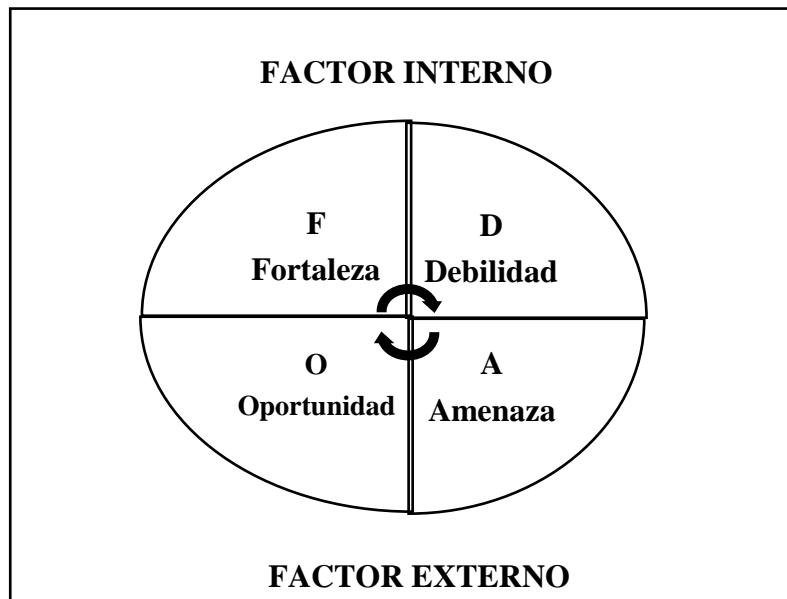 FACTOR INTERNO
F
Fortaleza
D
Debilidad
O
Oportunidad
A
Amenaza
FACTOR EXTERNO